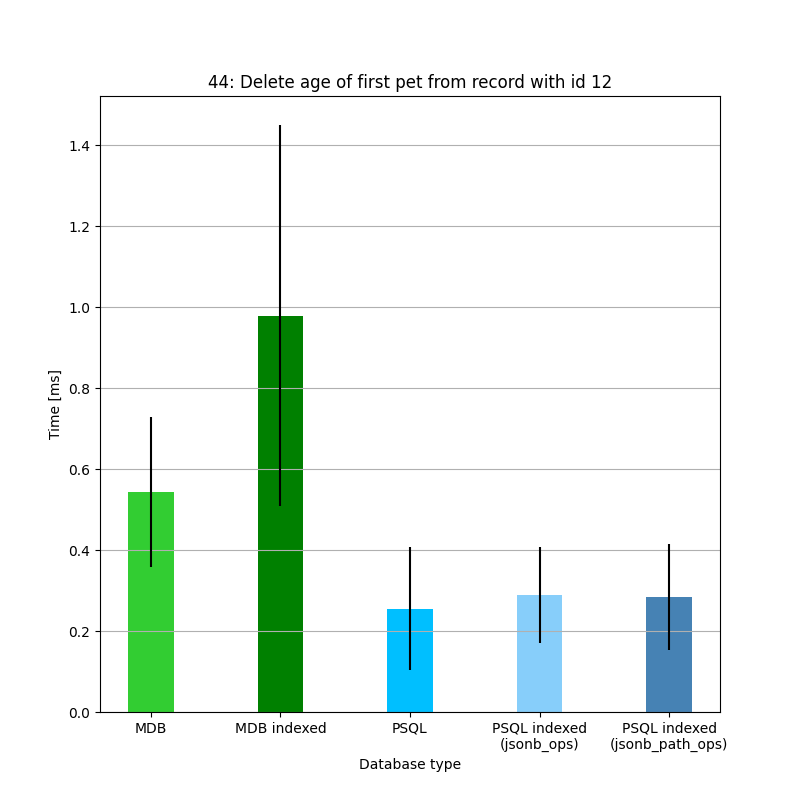 44: Delete age of first pet from record with id 12
1.4
1.2
1.0
0.8
0.6
0.4
0.2
0.0
Time [ms]
MDB
MDB indexed
PSQL
PSQL indexed
(jsonb_ops)
PSQL indexed
(jsonb_path_ops)
Database type